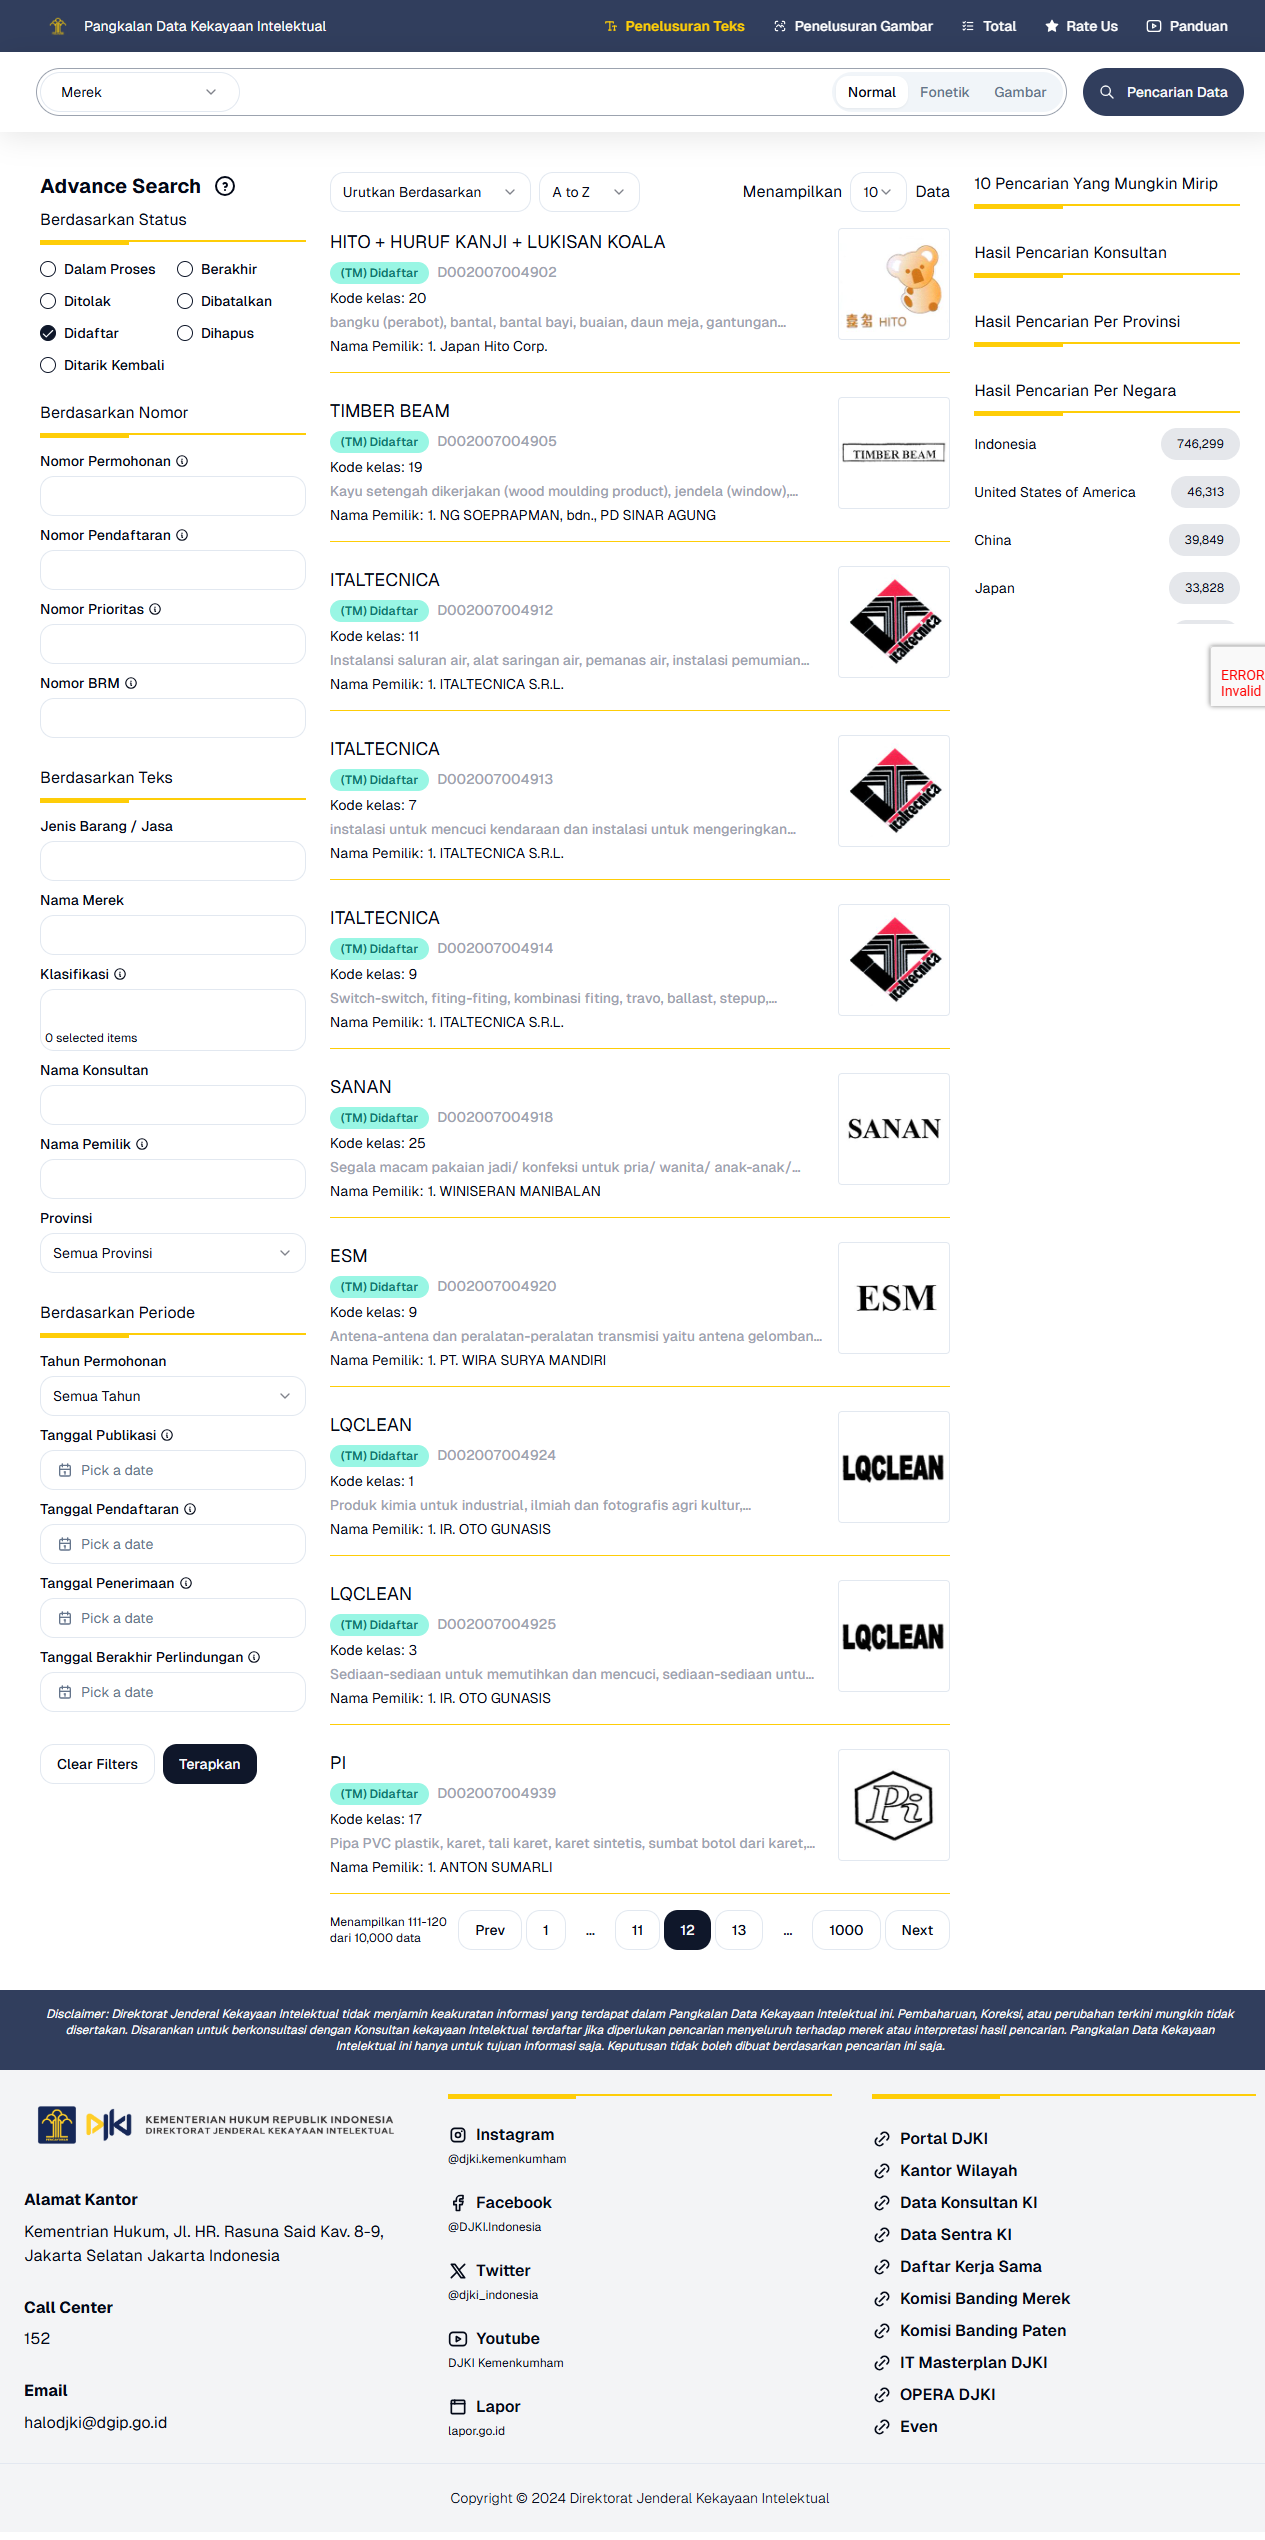 Pangkalan Data Kekayaan Intelektual
Penelusuran Teks
Penelusuran Gambar
Total
Rate Us
Panduan
Merek
Normal
Fonetik
Gambar
Pencarian Data
Advance Search
Berdasarkan Status
Dalam Proses
Berakhir
Ditolak
Dibatalkan
Didaftar
Dihapus
Ditarik Kembali
Berdasarkan Nomor
Nomor Permohonan
Nomor Pendaftaran
Nomor Prioritas
Nomor BRM
Berdasarkan Teks
Jenis Barang / Jasa
Nama Merek
Klasifikasi
0 selected items
Nama Konsultan
Nama Pemilik
Provinsi
Semua Provinsi
Berdasarkan Periode
Tahun Permohonan
Semua Tahun
Tanggal Publikasi
Pick a date
Tanggal Pendaftaran
Pick a date
Tanggal Penerimaan
Pick a date
Tanggal Berakhir Perlindungan
Pick a date
Clear Filters
Terapkan
Urutkan Berdasarkan
A to Z
Menampilkan 10 Data
HITO + HURUF KANJI + LUKISAN KOALA
(TM) Didaftar D002007004902
Kode kelas: 20
bangku (perabot), bantal, bantal bayi, buaian, daun meja, gantungan...
Nama Pemilik: 1. Japan Hito Corp.
喜多 HITO
TIMBER BEAM
(TM) Didaftar D002007004905
Kode kelas: 19
Kayu setengah dikerjakan (wood moulding product), jendela (window),...
Nama Pemilik: 1. NG SOEPRAPMAN, bdn., PD SINAR AGUNG
TIMBER BEAM
ITALTECNICA
(TM) Didaftar D002007004912
Kode kelas: 11
Instalansi saluran air, alat saringan air, pemanas air, instalasi pemumian...
Nama Pemilik: 1. ITALTECNICA S.R.L.
italtecnica
ITALTECNICA
(TM) Didaftar D002007004913
Kode kelas: 7
instalasi untuk mencuci kendaraan dan instalasi untuk mengeringkan...
Nama Pemilik: 1. ITALTECNICA S.R.L.
italtecnica
ITALTECNICA
(TM) Didaftar D002007004914
Kode kelas: 9
Switch-switch, fiting-fiting, kombinasi fiting, travo, ballast, stepup,...
Nama Pemilik: 1. ITALTECNICA S.R.L.
italtecnica
SANAN
(TM) Didaftar D002007004918
Kode kelas: 25
Segala macam pakaian jadi/ konfeksi untuk pria/ wanita/ anak-anak/...
Nama Pemilik: 1. WINISERAN MANIBALAN
SANAN
ESM
(TM) Didaftar D002007004920
Kode kelas: 9
Antena-antena dan peralatan-peralatan transmisi yaitu antena gelomban...
Nama Pemilik: 1. PT. WIRA SURYA MANDIRI
ESM
LQCLEAN
(TM) Didaftar D002007004924
Kode kelas: 1
Produk kimia untuk industrial, ilmiah dan fotografis agri kultur,...
Nama Pemilik: 1. IR. OTO GUNASIS
LQCLEAN
LQCLEAN
(TM) Didaftar D002007004925
Kode kelas: 3
Sediaan-sediaan untuk memutihkan dan mencuci, sediaan-sediaan untu...
Nama Pemilik: 1. IR. OTO GUNASIS
LQCLEAN
PI
(TM) Didaftar D002007004939
Kode kelas: 17
Pipa PVC plastik, karet, tali karet, karet sintetis, sumbat botol dari karet,...
Nama Pemilik: 1. ANTON SUMARLI
Pi
Menampilkan 111-120
dari 10,000 data
Prev 1 ... 11 12 13 ... 1000 Next
10 Pencarian Yang Mungkin Mirip
Hasil Pencarian Konsultan
Hasil Pencarian Per Provinsi
Hasil Pencarian Per Negara
Indonesia 746,299
United States of America 46,313
China 39,849
Japan 33,828
ERROR
Invalid
Disclaimer: Direktorat Jenderal Kekayaan Intelektual tidak menjamin keakuratan informasi yang terdapat dalam Pangkalan Data Kekayaan Intelektual ini. Pembaharuan, Koreksi, atau perubahan terkini mungkin tidak
disertakan. Disarankan untuk berkonsultasi dengan Konsultan kekayaan Intelektual terdaftar jika diperlukan pencarian menyeluruh terhadap merek atau interpretasi hasil pencarian. Pangkalan Data Kekayaan
Intelektual ini hanya untuk tujuan informasi saja. Keputusan tidak boleh dibuat berdasarkan pencarian ini saja.
DJKI
KEMENTERIAN HUKUM REPUBLIK INDONESIA
DIREKTORAT JENDERAL KEKAYAAN INTELEKTUAL
Alamat Kantor
Kementrian Hukum, Jl. HR. Rasuna Said Kav. 8-9,
Jakarta Selatan Jakarta Indonesia
Call Center
152
Email
halodjki@dgip.go.id
Instagram
@djki.kemenkumham
Facebook
@DJKI.Indonesia
Twitter
@djki_indonesia
Youtube
DJKI Kemenkumham
Lapor
lapor.go.id
Portal DJKI
Kantor Wilayah
Data Konsultan KI
Data Sentra KI
Daftar Kerja Sama
Komisi Banding Merek
Komisi Banding Paten
IT Masterplan DJKI
OPERA DJKI
Even
Copyright © 2024 Direktorat Jenderal Kekayaan Intelektual